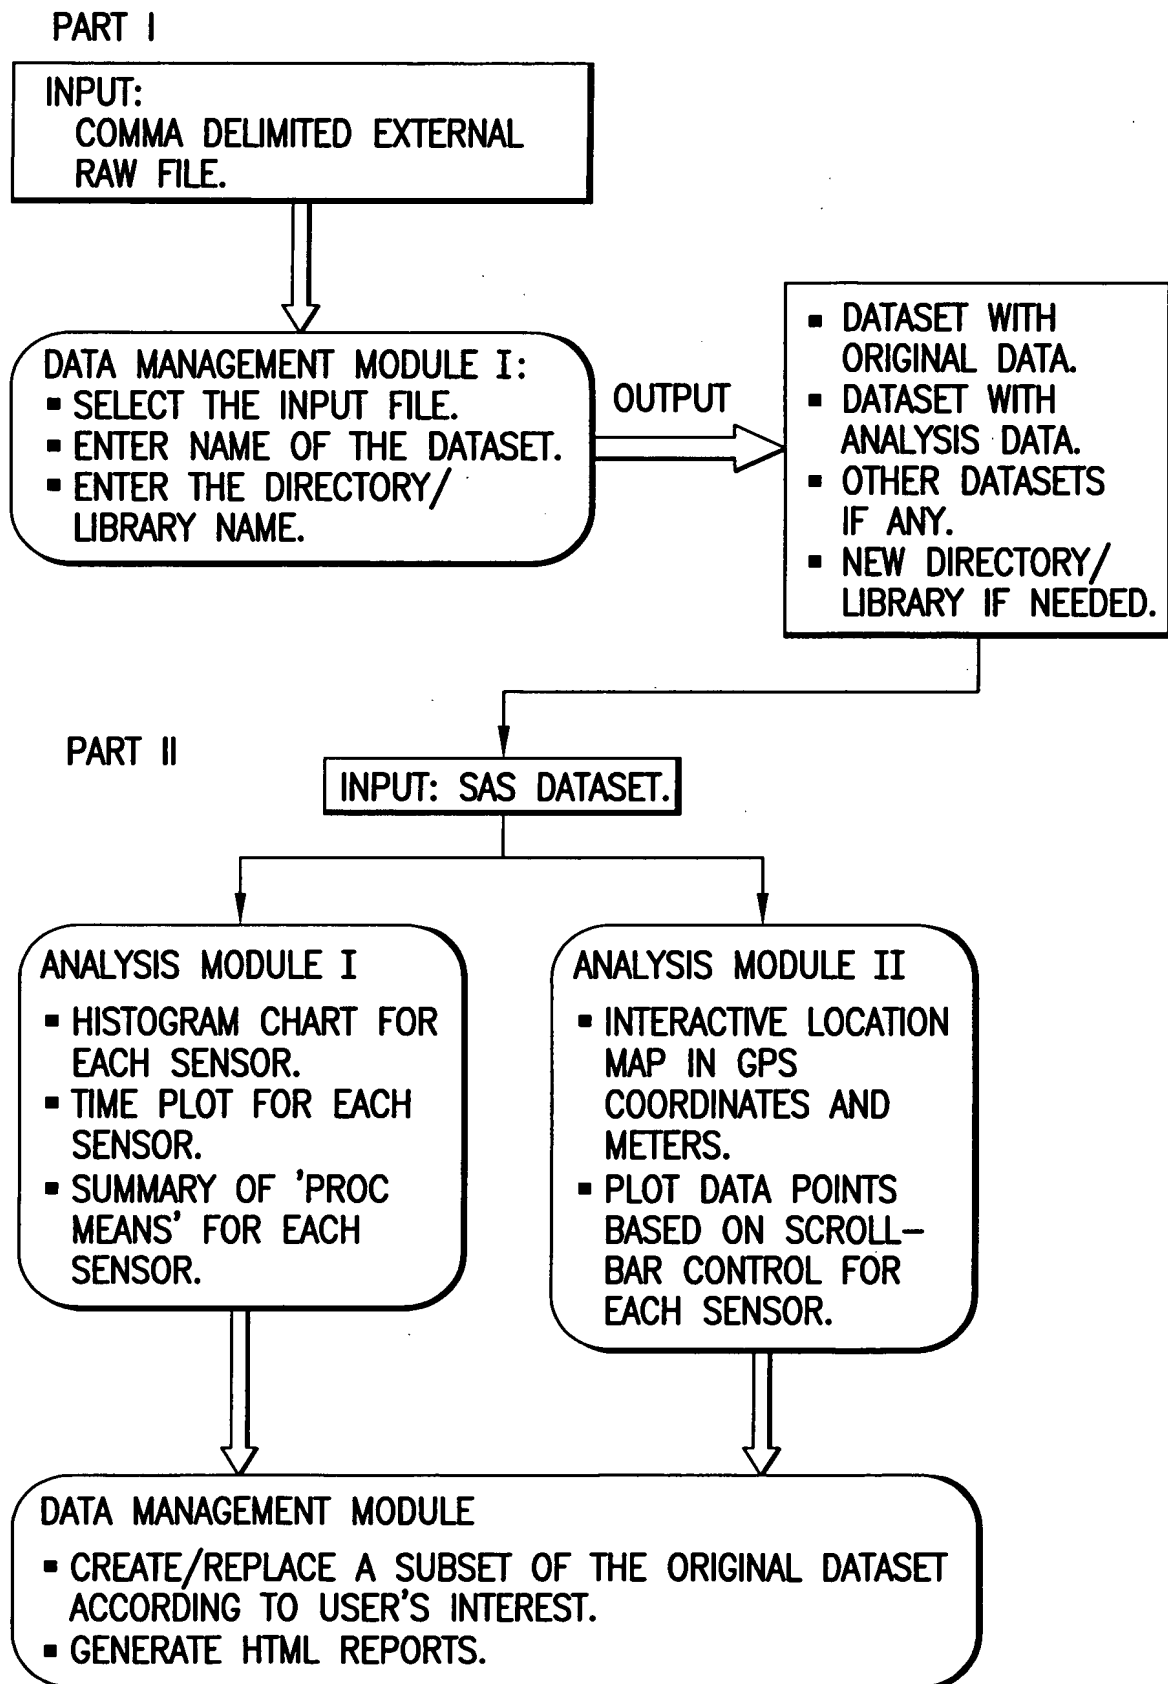 PART I
INPUT:
COMMA DELIMITED EXTERNAL
RAW FILE.
DATA MANAGEMENT MODULE I:
▪ SELECT THE INPUT FILE.
▪ ENTER NAME OF THE DATASET.
▪ ENTER THE DIRECTORY/
LIBRARY NAME.
OUTPUT
▪ DATASET WITH
ORIGINAL DATA.
▪ DATASET WITH
ANALYSIS DATA.
▪ OTHER DATASETS
IF ANY.
▪ NEW DIRECTORY/
LIBRARY IF NEEDED.
PART II
INPUT: SAS DATASET.
ANALYSIS MODULE I
▪ HISTOGRAM CHART FOR
EACH SENSOR.
▪ TIME PLOT FOR EACH
SENSOR.
▪ SUMMARY OF 'PROC
MEANS' FOR EACH
SENSOR.
ANALYSIS MODULE II
▪ INTERACTIVE LOCATION
MAP IN GPS
COORDINATES AND
METERS.
▪ PLOT DATA POINTS
BASED ON SCROLL–
BAR CONTROL FOR
EACH SENSOR.
DATA MANAGEMENT MODULE
▪ CREATE/REPLACE A SUBSET OF THE ORIGINAL DATASET
ACCORDING TO USER'S INTEREST.
▪ GENERATE HTML REPORTS.